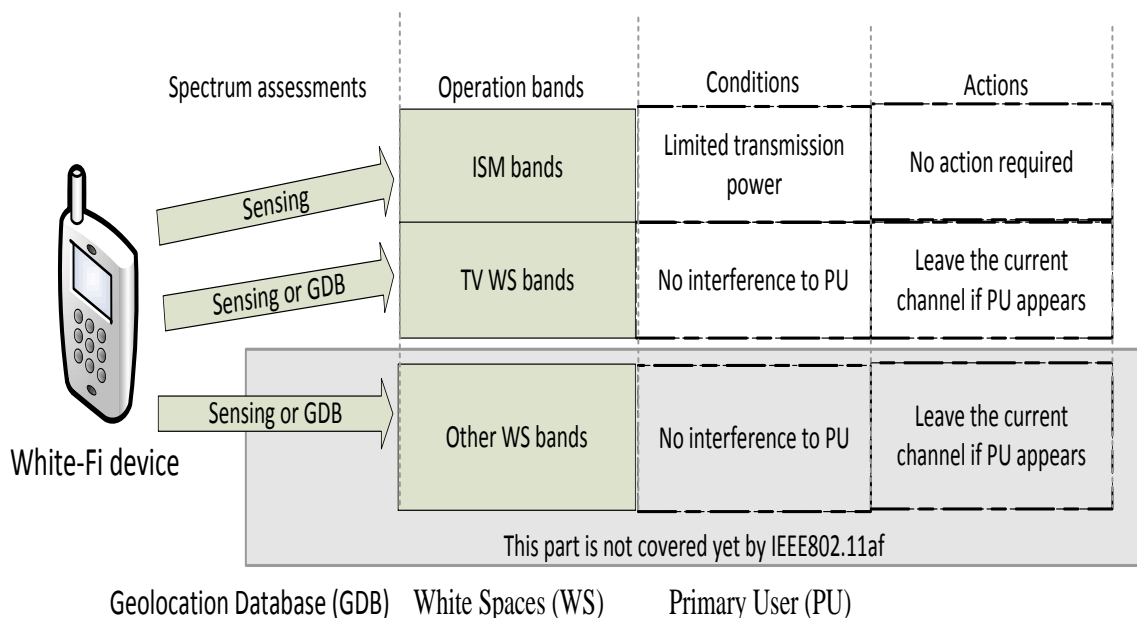 Spectrum assessments
Operation bands
Conditions
Actions
Sensing
ISM bands
Limited transmission
power
No action required
Sensing or GDB
TV WS bands
No interference to PU
Leave the current
channel if PU appears
Sensing or GDB
Other WS bands
No interference to PU
Leave the current
channel if PU appears
White-Fi device
This part is not covered yet by IEEE802.11af
Geolocation Database (GDB) White Spaces (WS) Primary User (PU)